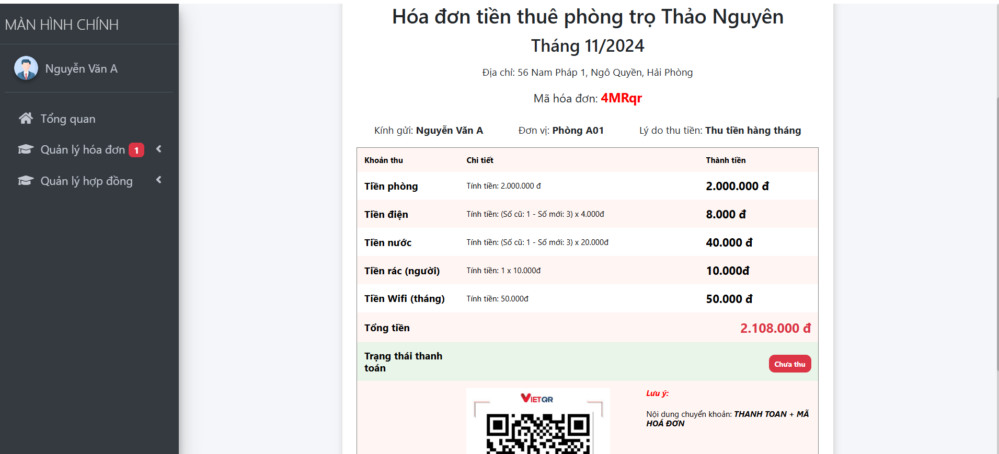 MÀN HÌNH CHÍNH
Nguyễn Văn A
Tổng quan
Quản lý hóa đơn 1
Quản lý hợp đồng
Hóa đơn tiền thuê phòng trọ Thảo Nguyên
Tháng 11/2024
Địa chỉ: 56 Nam Pháp 1, Ngô Quyền, Hải Phòng
Mã hóa đơn: 4MRqr
Kính gửi: Nguyễn Văn A Đơn vị: Phòng A01 Lý do thu tiền: Thu tiền hàng tháng
Khoản thu Chi tiết Thành tiền
Tiền phòng Tính tiền: 2.000.000 đ 2.000.000 đ
Tiền điện Tính tiền: (Số cũ: 1 - Số mới: 3) x 4.000đ 8.000 đ
Tiền nước Tính tiền: (Số cũ: 1 - Số mới: 3) x 20.000đ 40.000 đ
Tiền rác (người) Tính tiền: 1 x 10.000đ 10.000đ
Tiền Wifi (tháng) Tính tiền: 50.000đ 50.000 đ
Tổng tiền 2.108.000 đ
Trạng thái thanh
toán
Chưa thu
VIETQR
Lưu ý:
Nội dung chuyển khoản: THANH TOAN + MÃ
HOÁ ĐƠN